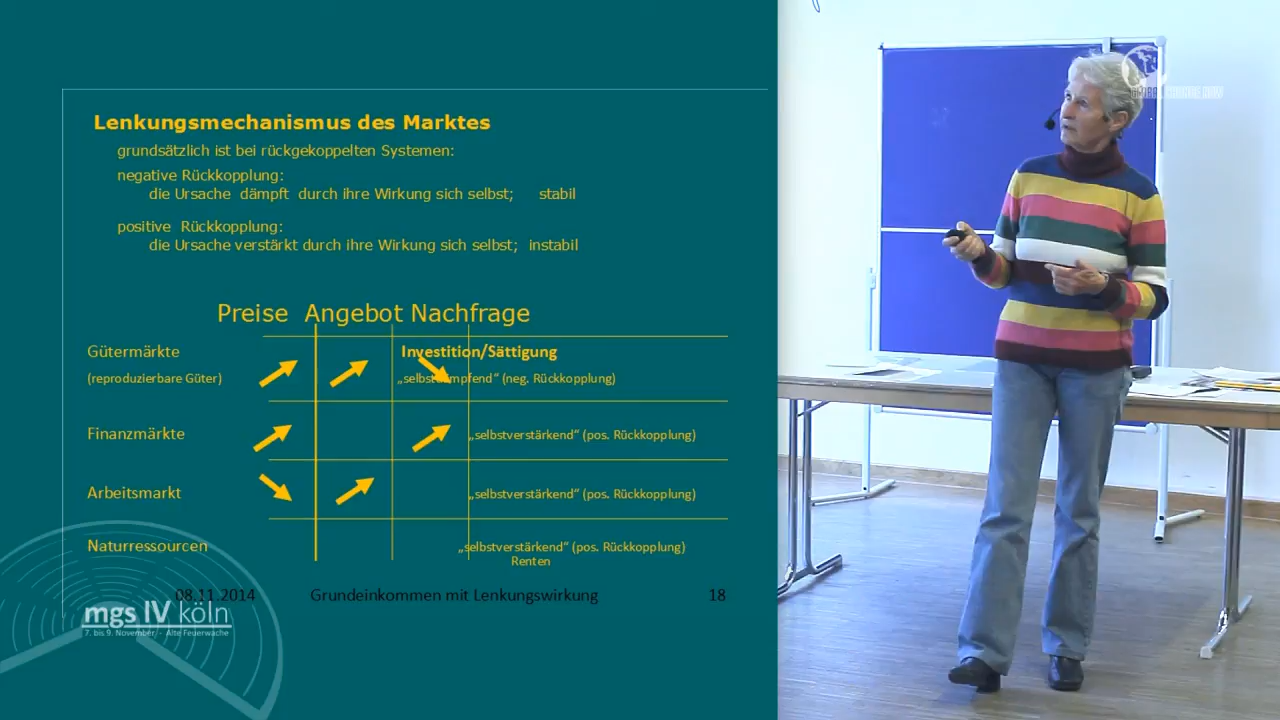 Lenkungsmechanismus des Marktes
grundsätzlich ist bei rückgekoppelten Systemen:
negative Rückkopplung:
die Ursache dämpft durch ihre Wirkung sich selbst; stabil
positive Rückkopplung:
die Ursache verstärkt durch ihre Wirkung sich selbst; instabil
Preise Angebot Nachfrage
Gütermärkte
Investition/Sättigung
(reproduzierbare Güter)
(neg. Rückkopplung)
Finanzmärkte
„selbstverstärkend“ (pos. Rückkopplung)
Arbeitsmarkt
„selbstverstärkend“ (pos. Rückkopplung)
Naturressourcen
„selbstverstärkend“ (pos. Rückkopplung)
Renten
08.11.2014 Grundeinkommen mit Lenkungswirkung 18
mgs IV köln
7. bis 9. November - Alte Feuerwache